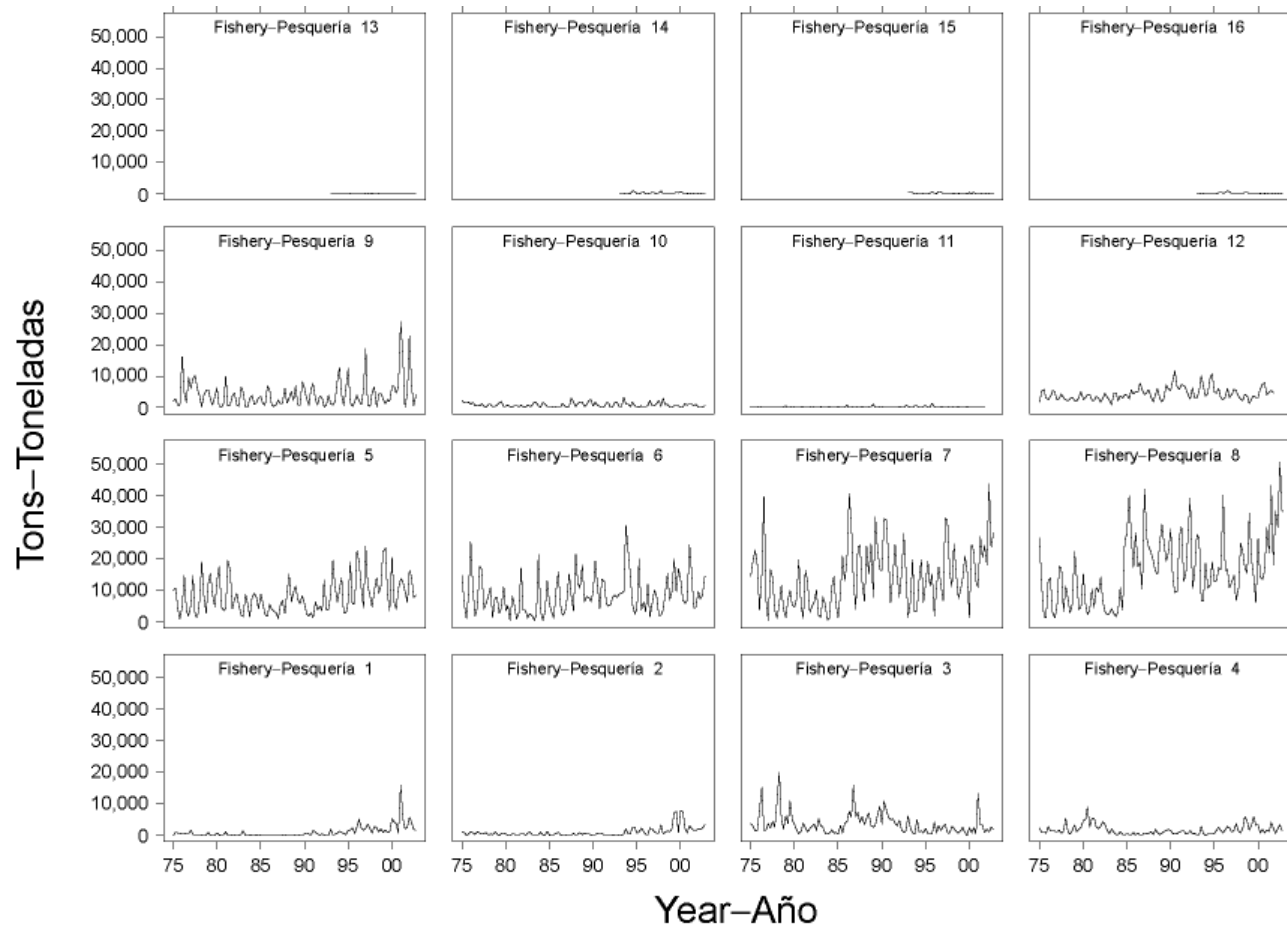 Fishery–Pesquería 13
Fishery–Pesquería 14
Fishery–Pesquería 15
Fishery–Pesquería 16
50,000
40,000
30,000
20,000
10,000
0
Fishery–Pesquería 9
Fishery–Pesquería 10
Fishery–Pesquería 11
Fishery–Pesquería 12
50,000
40,000
30,000
20,000
10,000
0
Tons–Toneladas
Fishery–Pesquería 5
Fishery–Pesquería 6
Fishery–Pesquería 7
Fishery–Pesquería 8
50,000
40,000
30,000
20,000
10,000
0
Fishery–Pesquería 1
Fishery–Pesquería 2
Fishery–Pesquería 3
Fishery–Pesquería 4
50,000
40,000
30,000
20,000
10,000
0
75 80 85 90 95 00
75 80 85 90 95 00
75 80 85 90 95 00
75 80 85 90 95 00
Year–Año